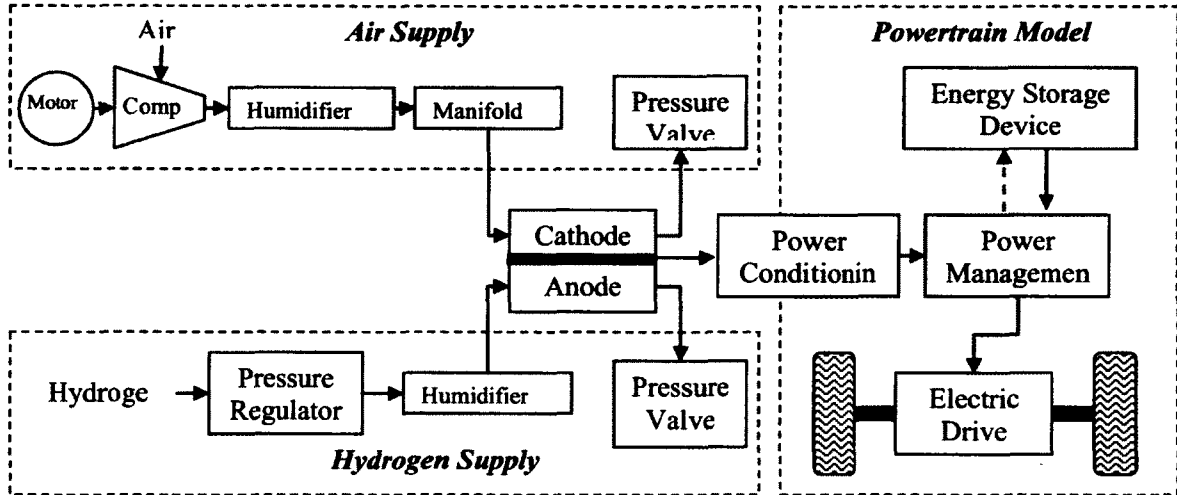 Air
Air Supply
Motor
Comp
Humidifier
Manifold
Pressure
Valve
Cathode
Anode
Hydroge
Pressure
Regulator
Humidifier
Pressure
Valve
Hydrogen Supply
Powertrain Model
Energy Storage
Device
Power
Conditionin
Power
Managemen
Electric
Drive